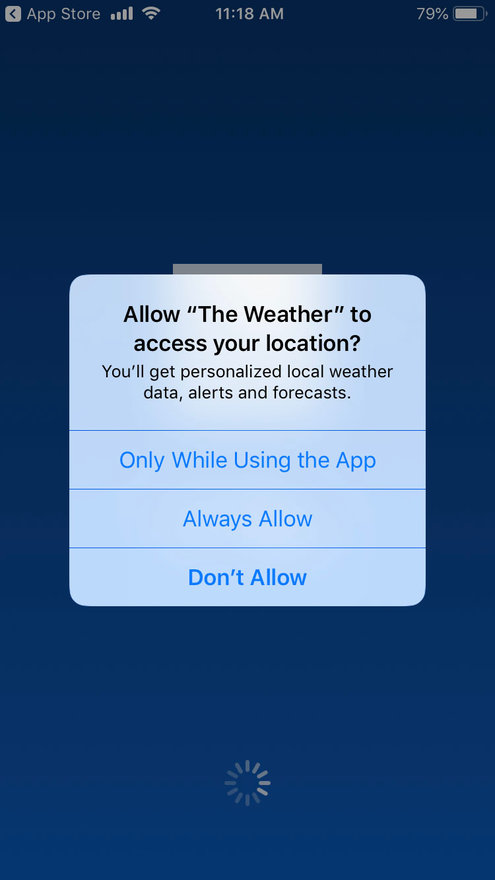 App Store 11:18 AM 79%
Allow “The Weather” to
access your location?
You’ll get personalized local weather
data, alerts and forecasts.
Only While Using the App
Always Allow
Don’t Allow